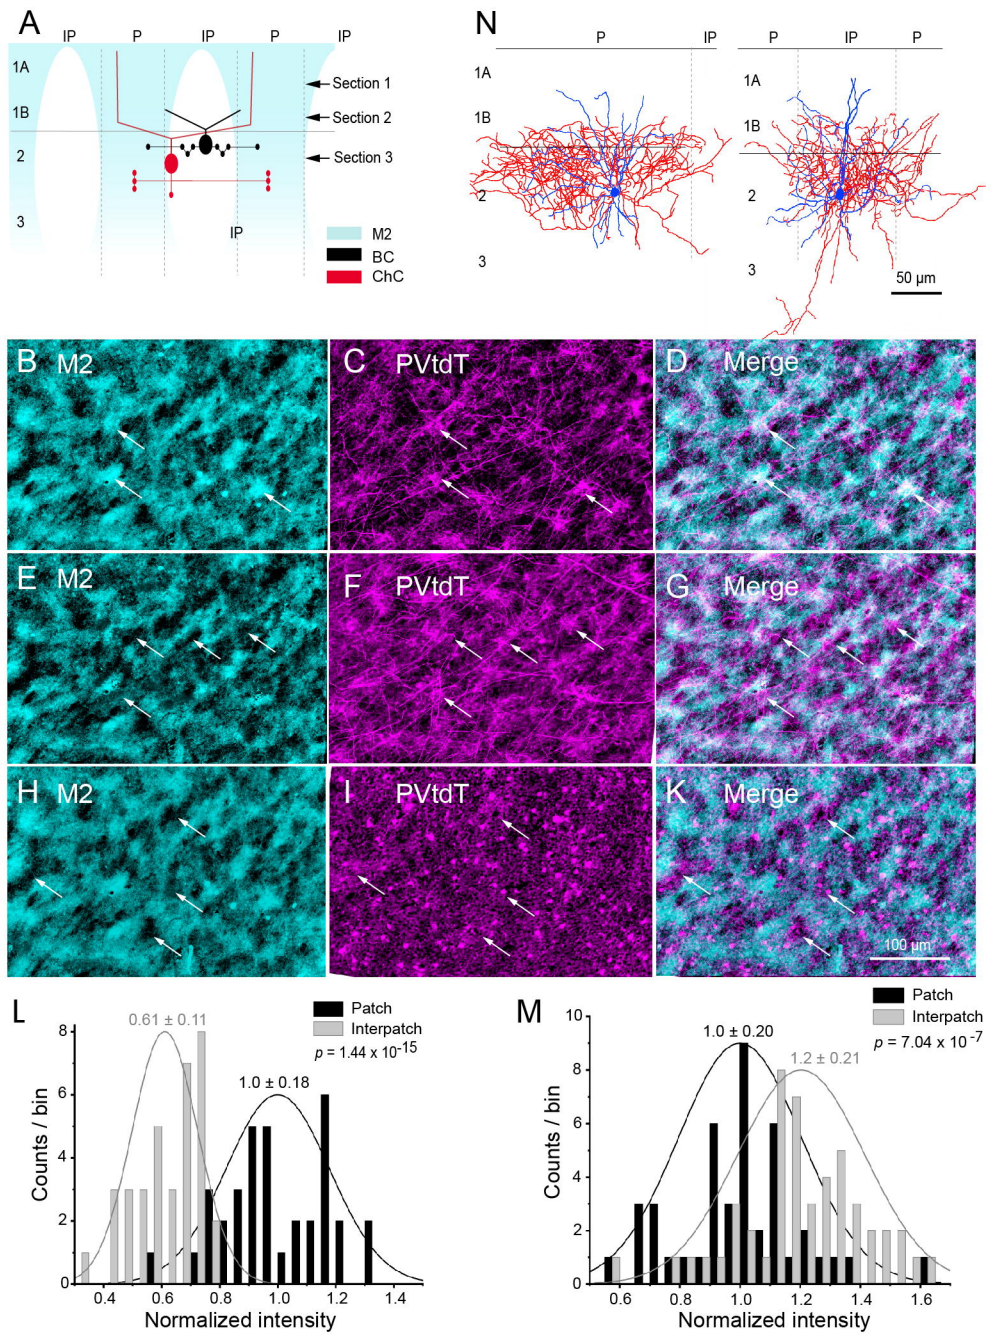 A
IP P IP P IP
1A
1B
2
3
Section 1
Section 2
Section 3
IP
M2
BC
ChC
N
P IP
P IP P
1A
1B
2
3
1A
1B
2
3
50 µm
B M2
C PVtdT
D Merge
E M2
F PVtdT
G Merge
H M2
I PVtdT
K Merge
100 µm
L
Patch
Interpatch
p = 1.44 x 10-15
0.61 ± 0.11
1.0 ± 0.18
Counts / bin
8
6
4
2
0
0.4 0.6 0.8 1.0 1.2 1.4
Normalized intensity
M
Patch
Interpatch
p = 7.04 x 10-7
1.0 ± 0.20
1.2 ± 0.21
Counts / bin
10
8
6
4
2
0
0.6 0.8 1.0 1.2 1.4 1.6
Normalized intensity